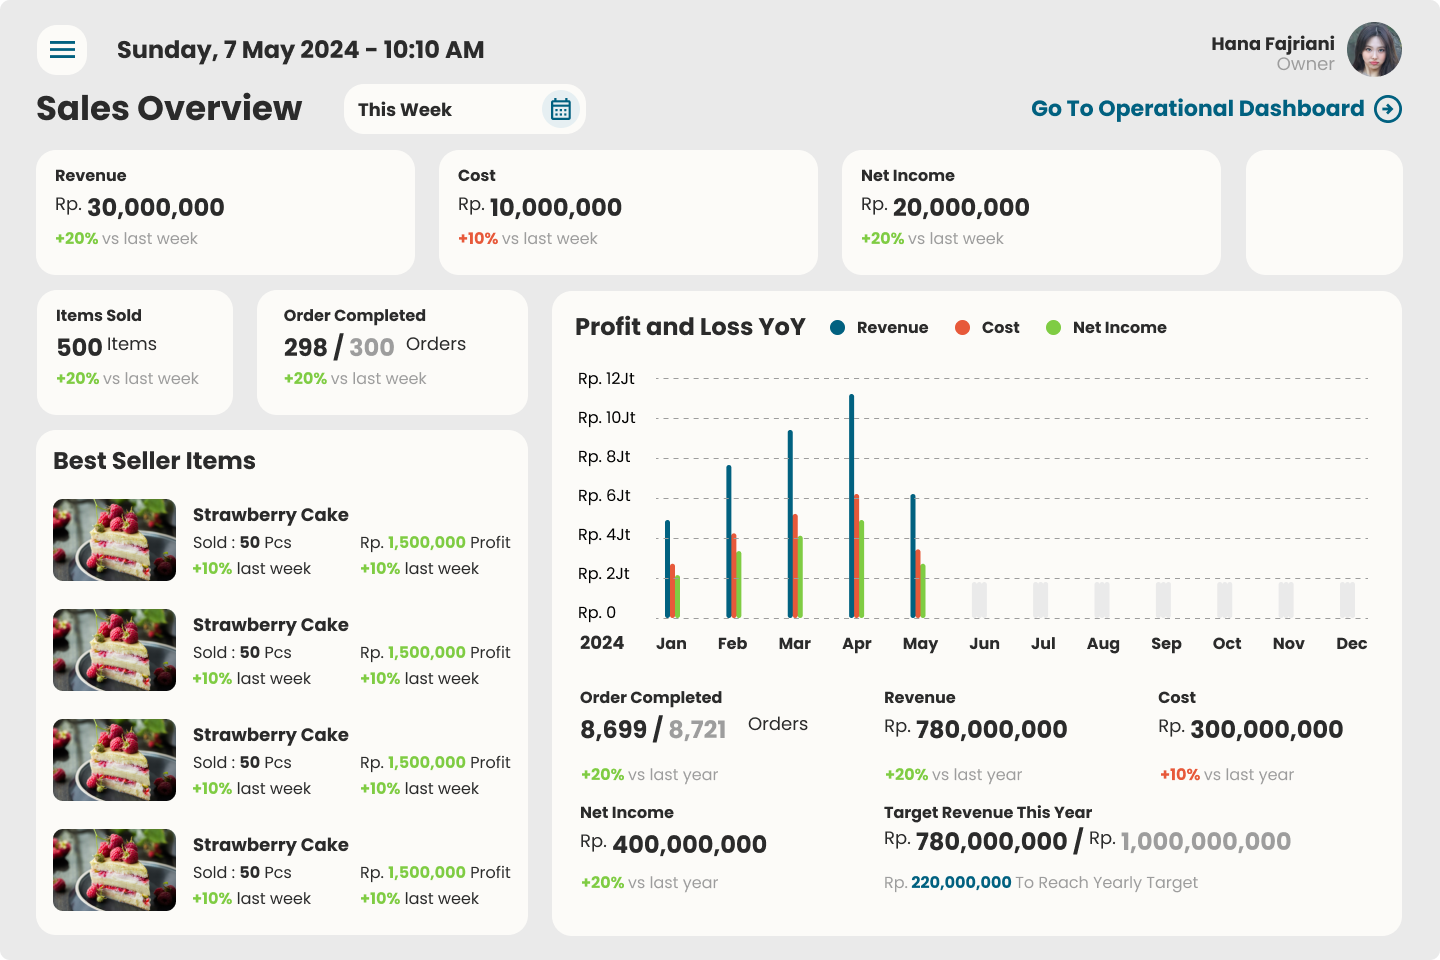 Sunday, 7 May 2024 - 10:10 AM
Hana Fajriani
Owner
Sales Overview
This Week
Go To Operational Dashboard
Revenue
Rp. 30,000,000
+20% vs last week
Cost
Rp. 10,000,000
+10% vs last week
Net Income
Rp. 20,000,000
+20% vs last week
Items Sold
500 Items
+20% vs last week
Order Completed
298 / 300 Orders
+20% vs last week
Best Seller Items
Strawberry Cake
Sold : 50 Pcs Rp. 1,500,000 Profit
+10% last week +10% last week
Strawberry Cake
Sold : 50 Pcs Rp. 1,500,000 Profit
+10% last week +10% last week
Strawberry Cake
Sold : 50 Pcs Rp. 1,500,000 Profit
+10% last week +10% last week
Strawberry Cake
Sold : 50 Pcs Rp. 1,500,000 Profit
+10% last week +10% last week
Profit and Loss YoY Revenue Cost Net Income
Rp. 12Jt
Rp. 10Jt
Rp. 8Jt
Rp. 6Jt
Rp. 4Jt
Rp. 2Jt
Rp. 0
2024 Jan Feb Mar Apr May Jun Jul Aug Sep Oct Nov Dec
Order Completed
8,699 / 8,721 Orders
+20% vs last year
Revenue
Rp. 780,000,000
+20% vs last year
Cost
Rp. 300,000,000
+10% vs last year
Net Income
Rp. 400,000,000
+20% vs last year
Target Revenue This Year
Rp. 780,000,000 / Rp. 1,000,000,000
Rp. 220,000,000 To Reach Yearly Target